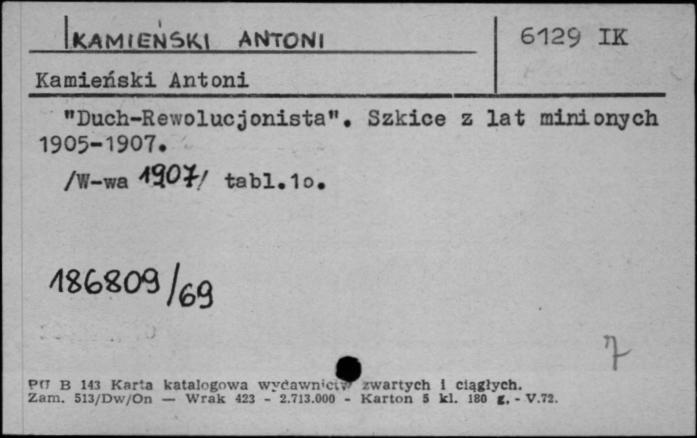 KAMIEŃSKI ANTONI
6129 IK
Kamieński Antoni
"Duch-Rewolucjonista". Szkice z lat minionych
1905-1907.
/W-wa 1907/ tabl.1o.
186809/69
7
Pu B 143 Karta katalogowa wydawnictw zwartych i ciągłych.
Zam. 513/Dw/On — Wrak 423 - 2.713.000 - Karton 5 kl. 180 g. - V.72.